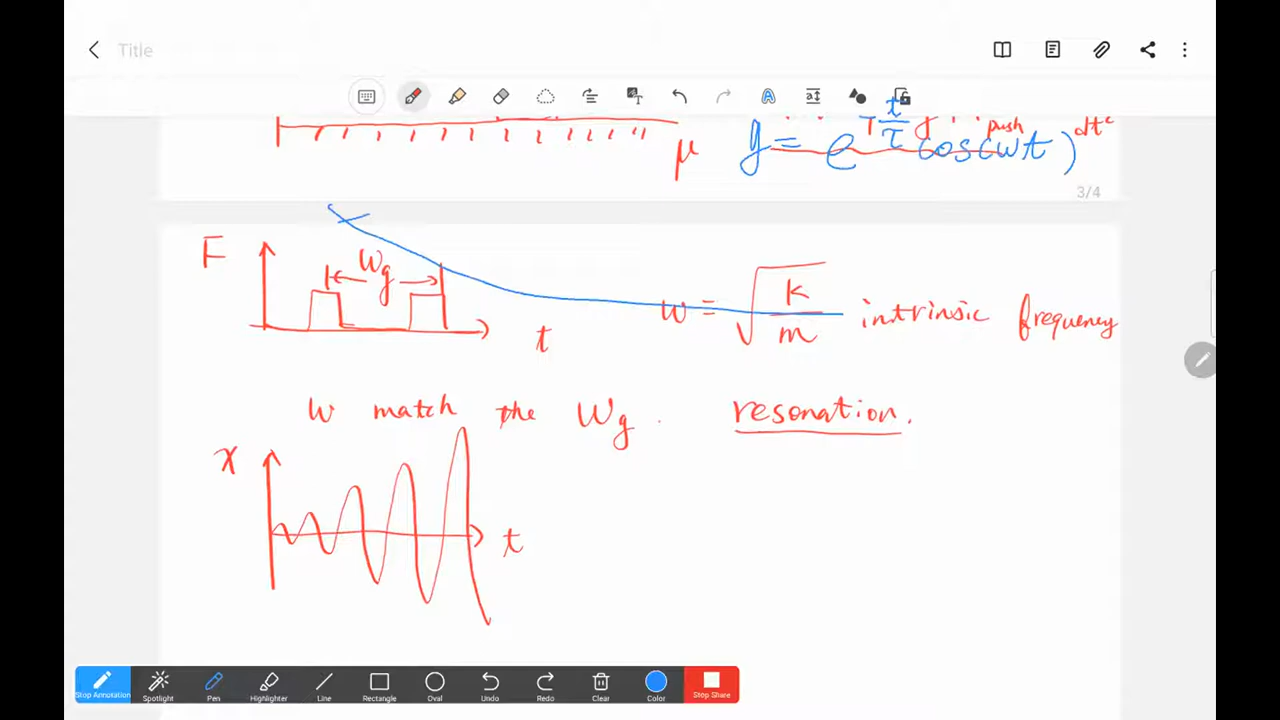 Title
μ
y = e t/τ cos(ωt)
push
dt²
3/4
F
Wg
t
w = √ K/m intrinsic frequency
W match the Wg . resonation.
x
t
Stop Annotation Spotlight Pen Highlighter Line Rectangle Oval Undo Redo Clear Color Stop Share